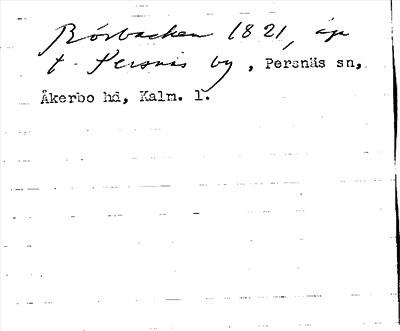 Rörbacken 1821, äga
t. Persnäs by, Persnäs sn,
Åkerbo hd, Kalm. l.